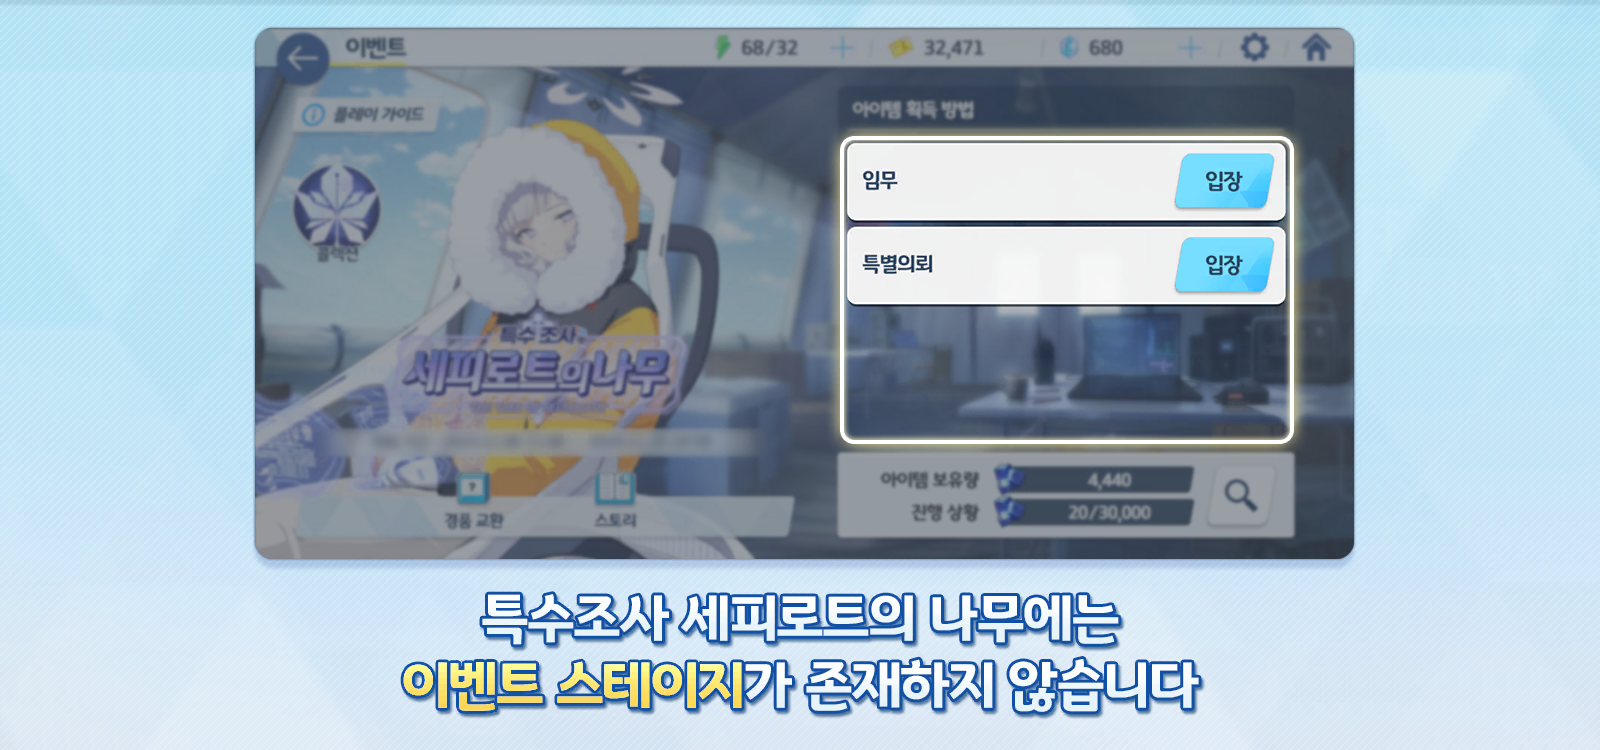 이벤트
68/32
32,471
680
플레이 가이드
콜렉션
특수 조사
세피로트의 나무
경품 교환
스토리
아이템 획득 방법
임무
입장
특별의뢰
입장
아이템 보유량
4,440
진행 상황
20/30,000
특수조사 세피로트의 나무에는
이벤트 스테이지가 존재하지 않습니다